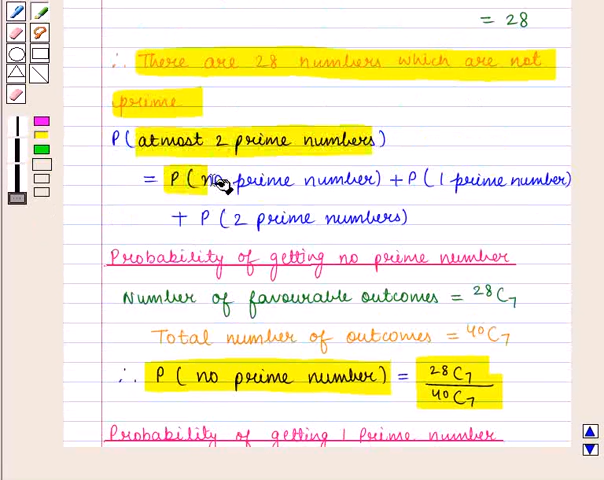 = 28
∴ There are 28 numbers which are not
prime
P(atmost 2 prime numbers)
= P(no prime number) + P(1 prime number)
+ P(2 prime numbers)
Probability of getting no prime number
Number of favourable outcomes = ²⁸C₇
Total number of outcomes = ⁴⁰C₇
∴ P( no prime number) = ²⁸C₇ / ⁴⁰C₇
Probability of getting 1 Prime number